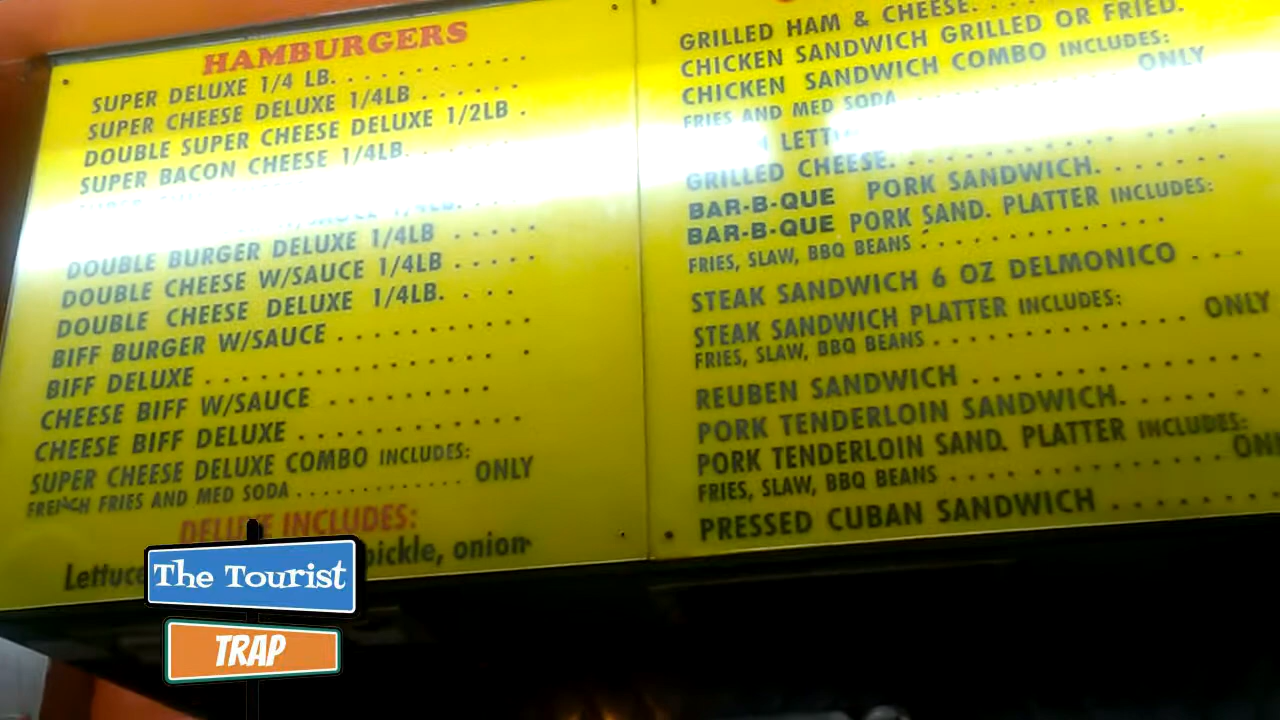 HAMBURGERS
SUPER DELUXE 1/4 LB. . . . . . . . . . . .
SUPER CHEESE DELUXE 1/4LB . . . . . .
DOUBLE SUPER CHEESE DELUXE 1/2LB .
SUPER BACON CHEESE 1/4LB. . . . . .
SAUCE 1/4LB. . .
DOUBLE BURGER DELUXE 1/4LB . . . . .
DOUBLE CHEESE W/SAUCE 1/4LB . . . . .
DOUBLE CHEESE DELUXE 1/4LB. . . .
BIFF BURGER W/SAUCE . . . . . . . . . .
BIFF DELUXE . . . . . . . . . . . . . . . . .
CHEESE BIFF W/SAUCE . . . . . . . . .
CHEESE BIFF DELUXE . . . . . . . . . . .
SUPER CHEESE DELUXE COMBO INCLUDES:
FRENCH FRIES AND MED SODA . . . . . . . . . . . . ONLY
DELUXE INCLUDES:
Lettuce pickle, onion
GRILLED HAM & CHEESE. . . . . . .
CHICKEN SANDWICH GRILLED OR FRIED.
CHICKEN SANDWICH COMBO INCLUDES:
FRIES AND MED SODA . . . . . . . . . . . ONLY
GRILLED CHEESE. . . . . . . . . . . . .
BAR-B-QUE PORK SANDWICH. . . . . . .
BAR-B-QUE PORK SAND. PLATTER INCLUDES:
FRIES, SLAW, BBQ BEANS . . . . . . . . . . . . .
STEAK SANDWICH 6 OZ DELMONICO . . .
STEAK SANDWICH PLATTER INCLUDES:
FRIES, SLAW, BBQ BEANS . . . . . . . . . . . . . . ONLY
REUBEN SANDWICH . . . . . . . . . . . . .
PORK TENDERLOIN SANDWICH. . . . . . .
PORK TENDERLOIN SAND. PLATTER INCLUDES:
FRIES, SLAW, BBQ BEANS . . . . . . . . . . . . . .
PRESSED CUBAN SANDWICH . . . . . . . .
The Tourist
TRAP